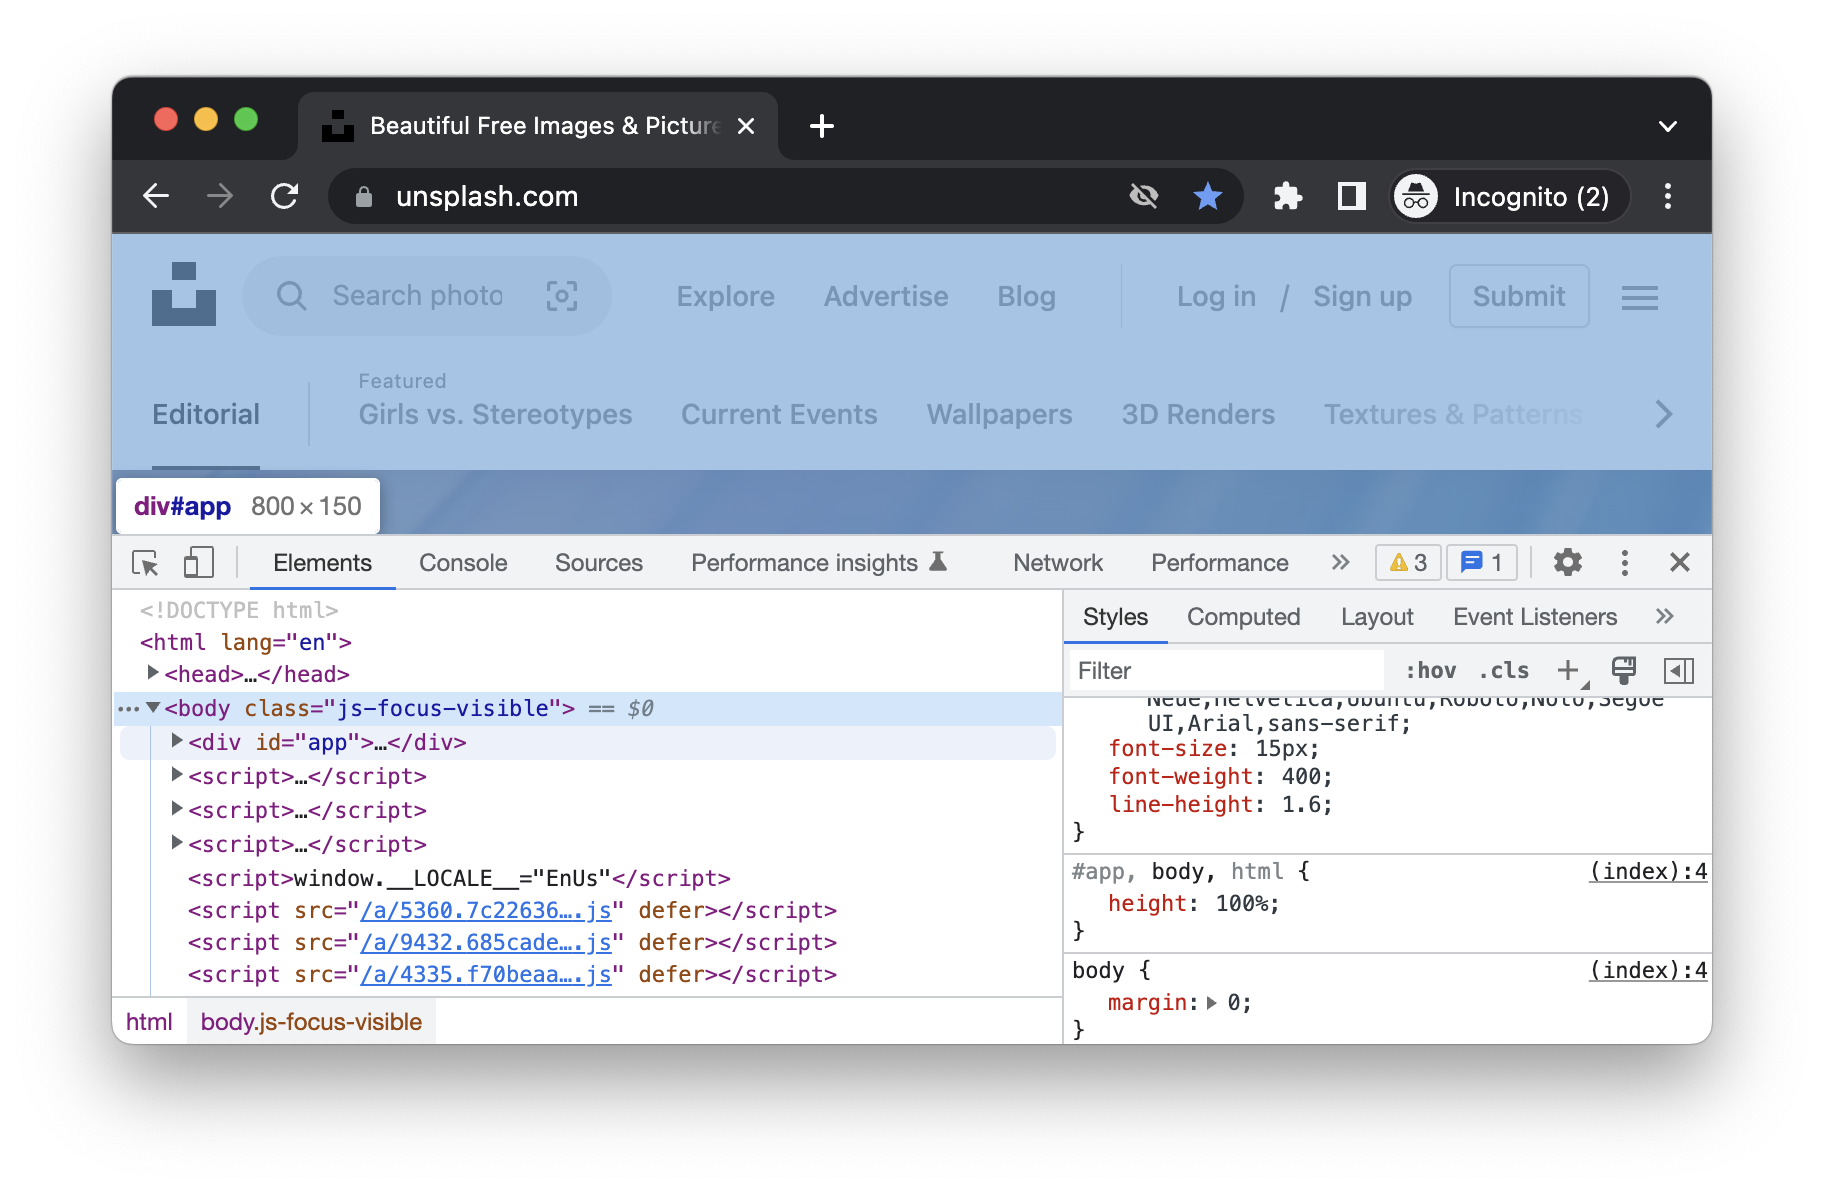 Beautiful Free Images & Picture
unsplash.com
Incognito (2)
Search photo
Explore
Advertise
Blog
Log in / Sign up
Submit
Editorial
Featured
Girls vs. Stereotypes
Current Events
Wallpapers
3D Renders
Textures & Patterns
div#app 800 × 150
Elements
Console
Sources
Performance insights
Network
Performance
»
3
1
<!DOCTYPE html>
<html lang="en">
<head>…</head>
<body class="js-focus-visible"> == $0
<div id="app">…</div>
<script>…</script>
<script>…</script>
<script>…</script>
<script>window.__LOCALE__="EnUs"</script>
<script src="/a/5360.7c22636….js" defer></script>
<script src="/a/9432.685cade….js" defer></script>
<script src="/a/4335.f70beaa….js" defer></script>
html body.js-focus-visible
Styles
Computed
Layout
Event Listeners
»
Filter
:hov .cls
Neue,Helvetica,Ubuntu,Roboto,Noto,Segoe
UI,Arial,sans-serif;
font-size: 15px;
font-weight: 400;
line-height: 1.6;
}
#app, body, html { (index):4
height: 100%;
}
body { (index):4
margin: 0;
}